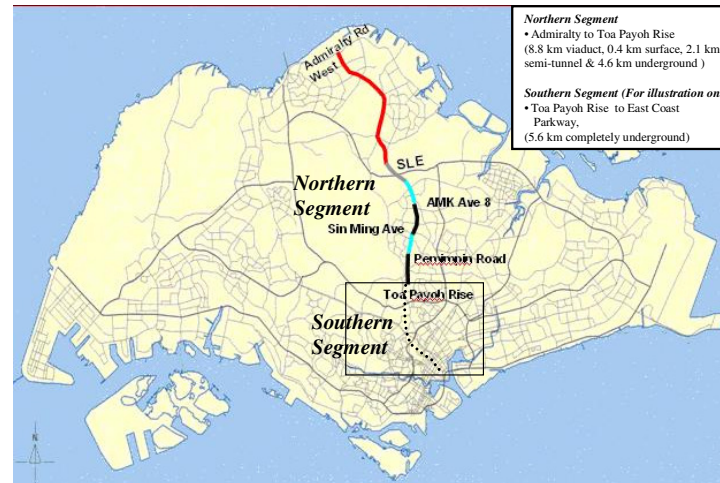 Northern Segment
• Admiralty to Toa Payoh Rise
(8.8 km viaduct, 0.4 km surface, 2.1 km
semi-tunnel & 4.6 km underground )
Southern Segment (For illustration on
• Toa Payoh Rise to East Coast
Parkway,
(5.6 km completely underground)
Admiralty Rd
West
SLE
Northern
Segment
AMK Ave 8
Sin Ming Ave
Pemimpin Road
Toa Payoh Rise
Southern
Segment
N